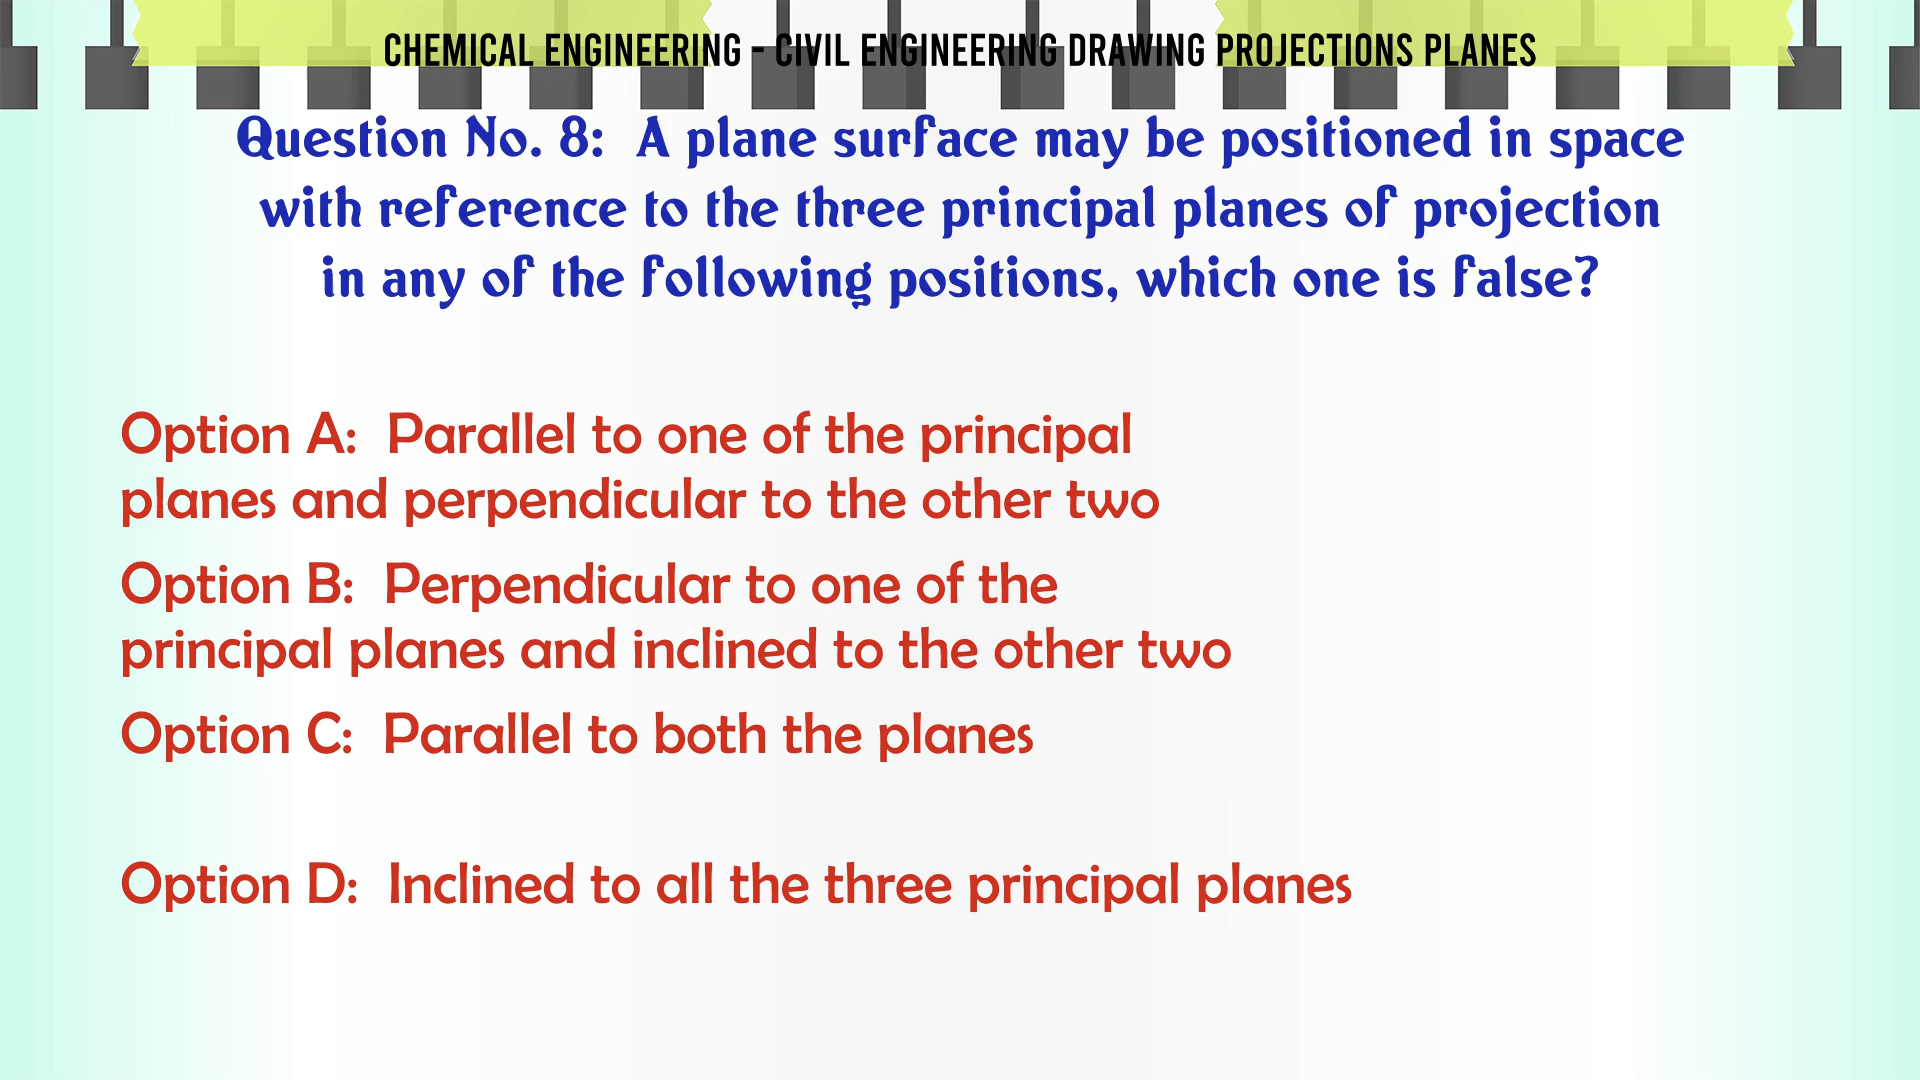 CHEMICAL ENGINEERING - CIVIL ENGINEERING DRAWING PROJECTIONS PLANES
Question No. 8: A plane surface may be positioned in space
with reference to the three principal planes of projection
in any of the following positions, which one is false?
Option A: Parallel to one of the principal
planes and perpendicular to the other two
Option B: Perpendicular to one of the
principal planes and inclined to the other two
Option C: Parallel to both the planes
Option D: Inclined to all the three principal planes